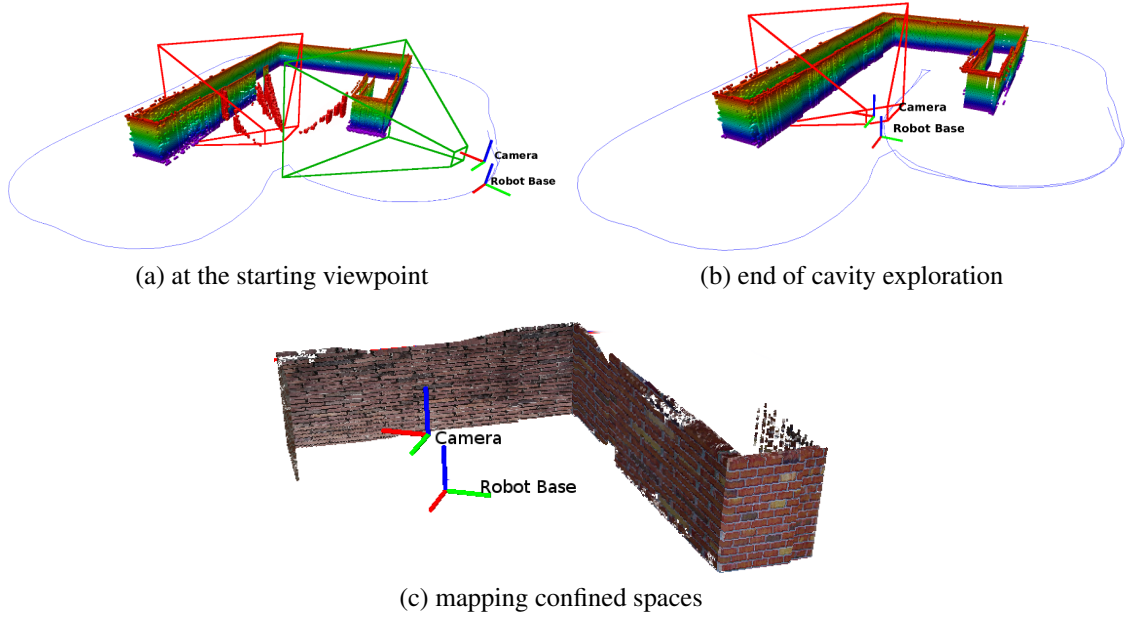 Camera
Robot Base
Camera
Robot Base
(a) at the starting viewpoint
(b) end of cavity exploration
Camera
Robot Base
(c) mapping confined spaces